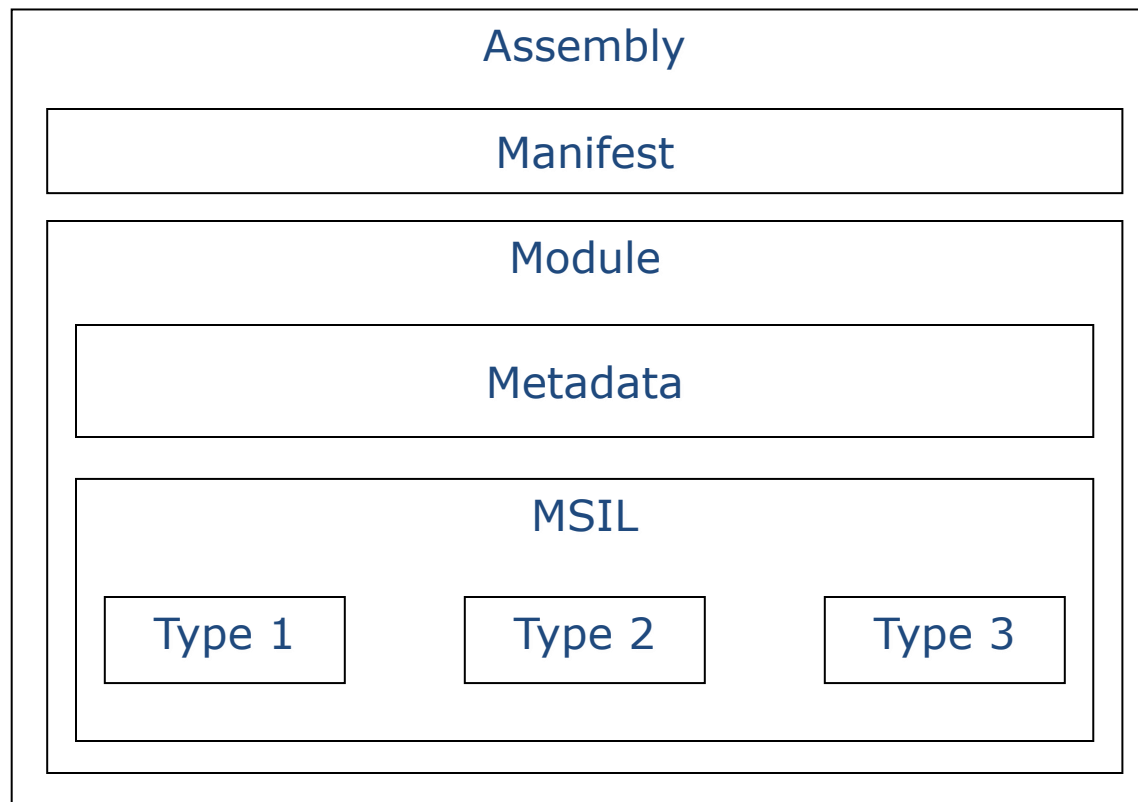 Assembly
Manifest
Module
Metadata
MSIL
Type 1
Type 2
Type 3